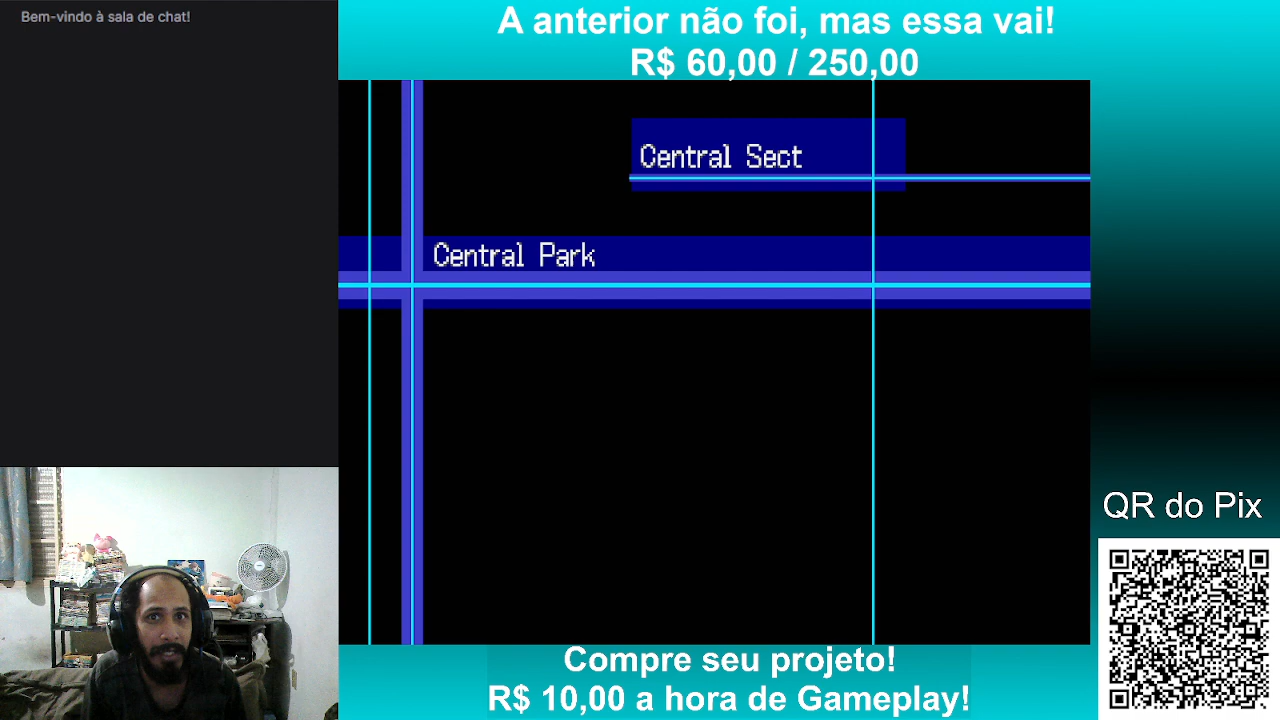 Bem-vindo à sala de chat!
A anterior não foi, mas essa vai!
R$ 60,00 / 250,00
Central Sect
Central Park
QR do Pix
Compre seu projeto!
R$ 10,00 a hora de Gameplay!